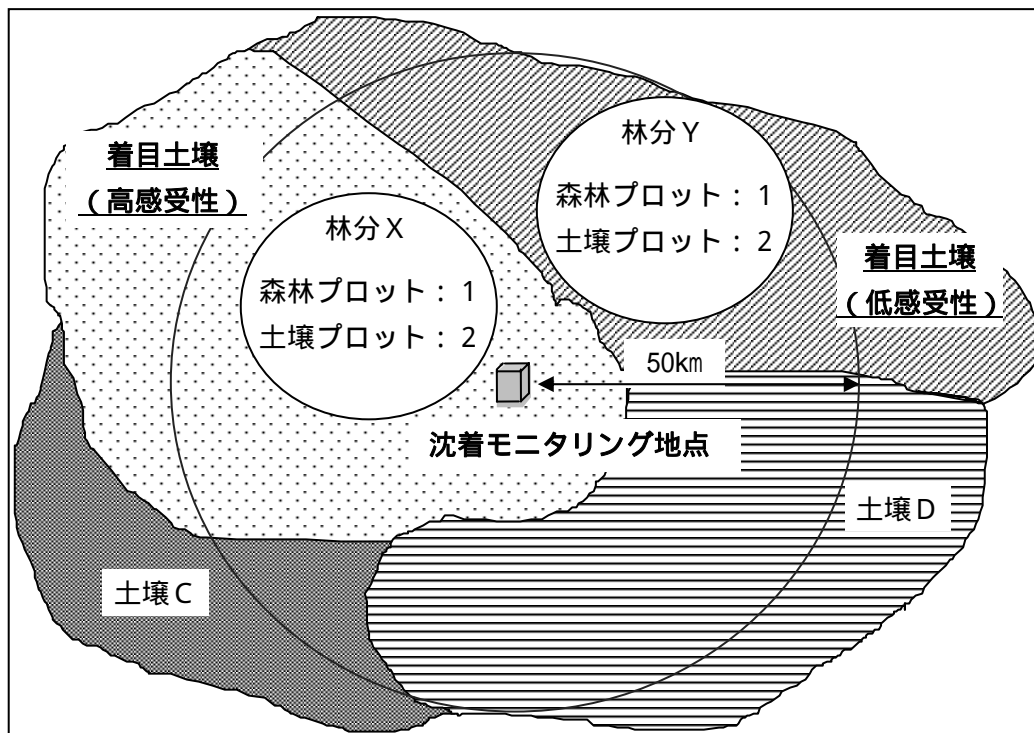 林分Y
森林プロット：1
土壌プロット：2
着目土壌
（高感受性）
林分X
森林プロット：1
土壌プロット：2
着目土壌
（低感受性）
50㎞
沈着モニタリング地点
土壌D
土壌C